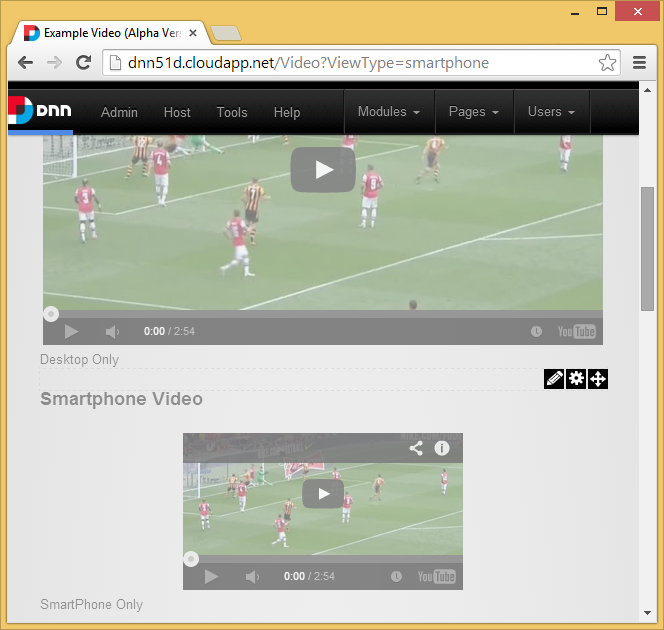 Example Video (Alpha Ver
dnn51d.cloudapp.net/Video?ViewType=smartphone
DNN Admin Host Tools Help Modules Pages Users
0:00 / 2:54 YouTube
Desktop Only
Smartphone Video
0:00 / 2:54 YouTube
SmartPhone Only